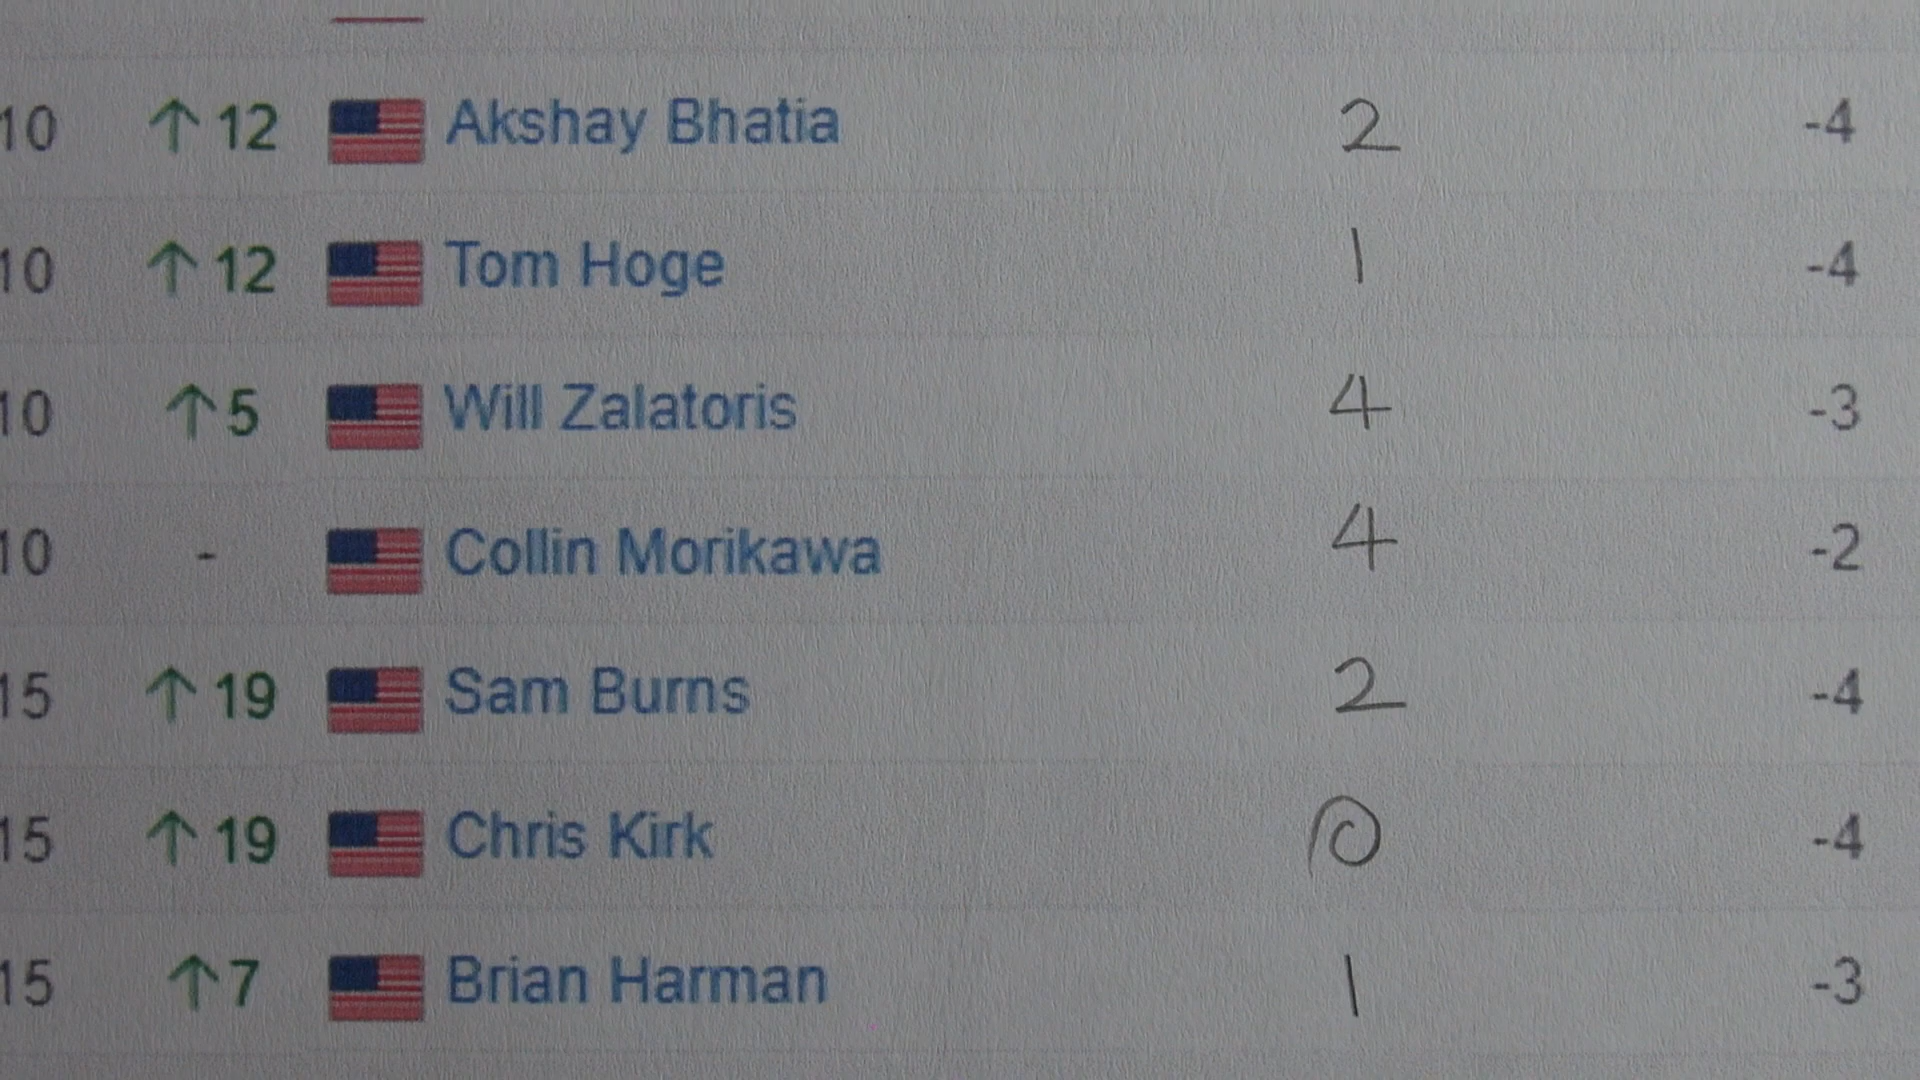 10 ↑12 Akshay Bhatia 2 -4
10 ↑12 Tom Hoge 1 -4
10 ↑5 Will Zalatoris 4 -3
10 - Collin Morikawa 4 -2
15 ↑19 Sam Burns 2 -4
15 ↑19 Chris Kirk 0 -4
15 ↑7 Brian Harman 1 -3